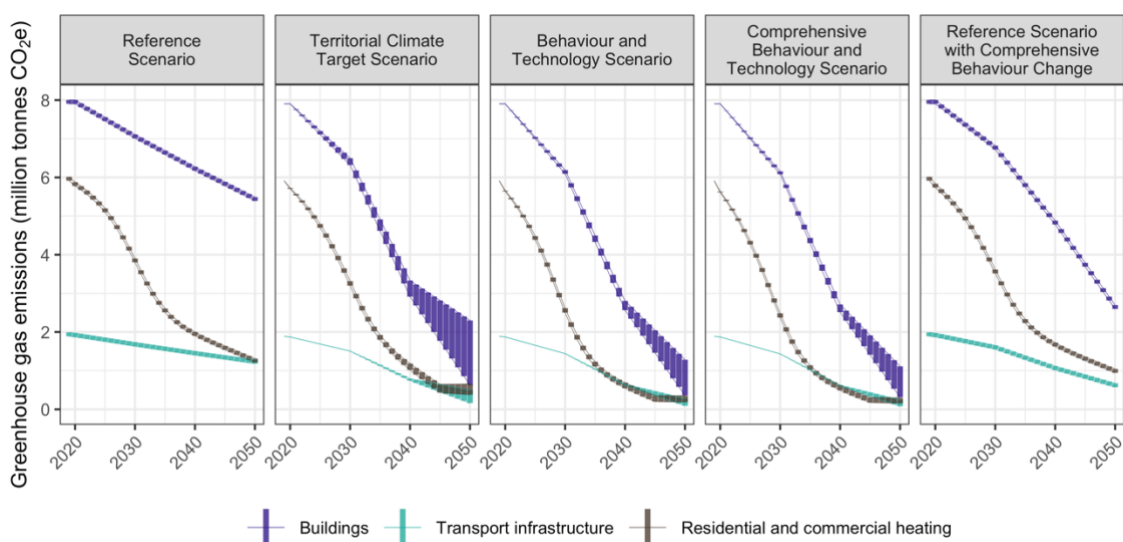 Greenhouse gas emissions (million tonnes CO₂e)
Reference
Scenario
Territorial Climate
Target Scenario
Behaviour and
Technology Scenario
Comprehensive
Behaviour and
Technology Scenario
Reference Scenario
with Comprehensive
Behaviour Change
8
6
4
2
0
2020 2030 2040 2050
2020 2030 2040 2050
2020 2030 2040 2050
2020 2030 2040 2050
2020 2030 2040 2050
Buildings Transport infrastructure Residential and commercial heating